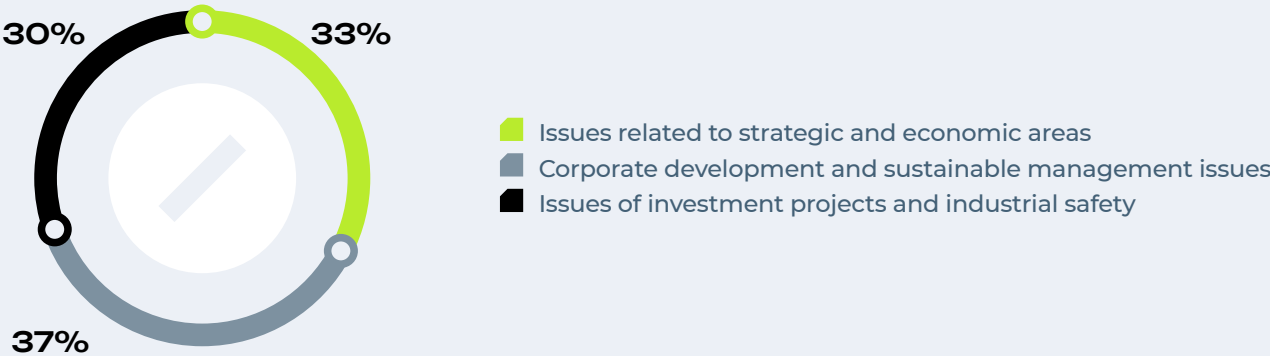 30%
33%
Issues related to strategic and economic areas
Corporate development and sustainable management issues
Issues of investment projects and industrial safety
37%